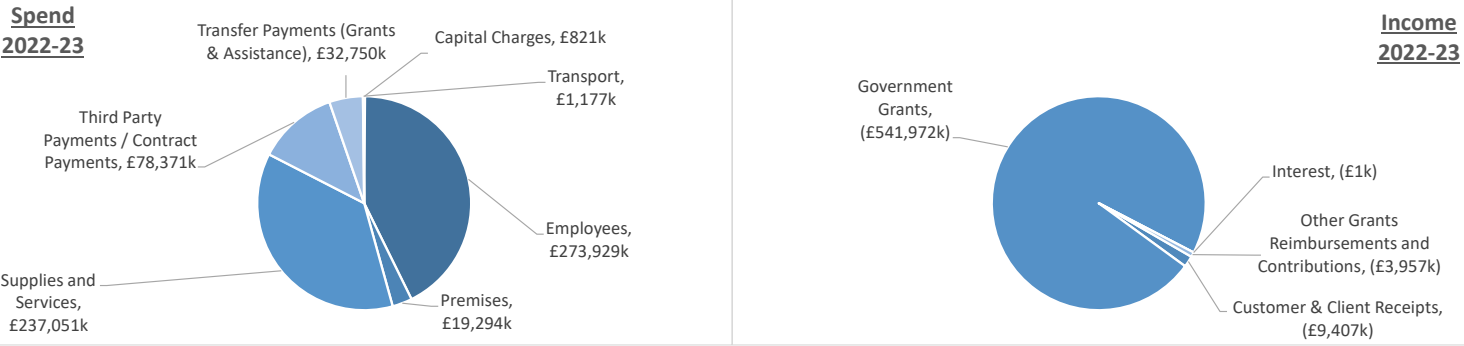 Spend
2022-23
Transfer Payments (Grants
& Assistance), £32,750k
Capital Charges, £821k
Transport,
£1,177k
Third Party
Payments / Contract
Payments, £78,371k
Employees,
£273,929k
Supplies and
Services,
£237,051k
Premises,
£19,294k
Income
2022-23
Government
Grants,
(£541,972k)
Interest, (£1k)
Other Grants
Reimbursements and
Contributions, (£3,957k)
Customer & Client Receipts,
(£9,407k)